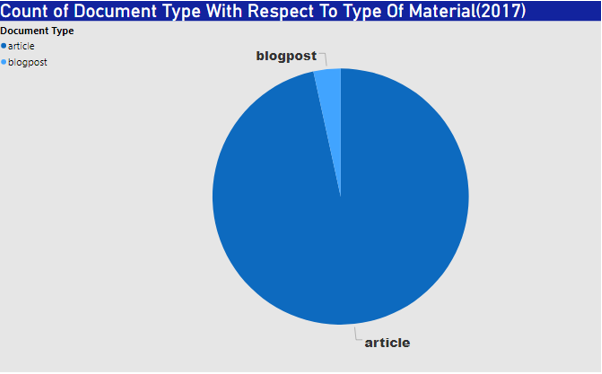 Count of Document Type With Respect To Type Of Material(2017)
Document Type
article
blogpost
blogpost
article